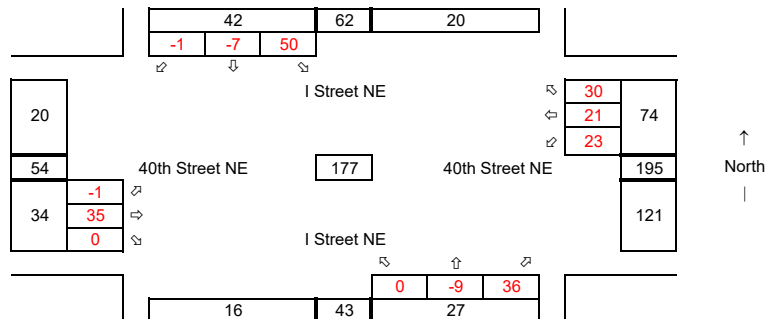 42 62 20
-1 -7 50
I Street NE
30
20 21 74
23
↑
54 40th Street NE 177 40th Street NE 195 North
|
-1
34 35 121
0
I Street NE
0 -9 36
16 43 27